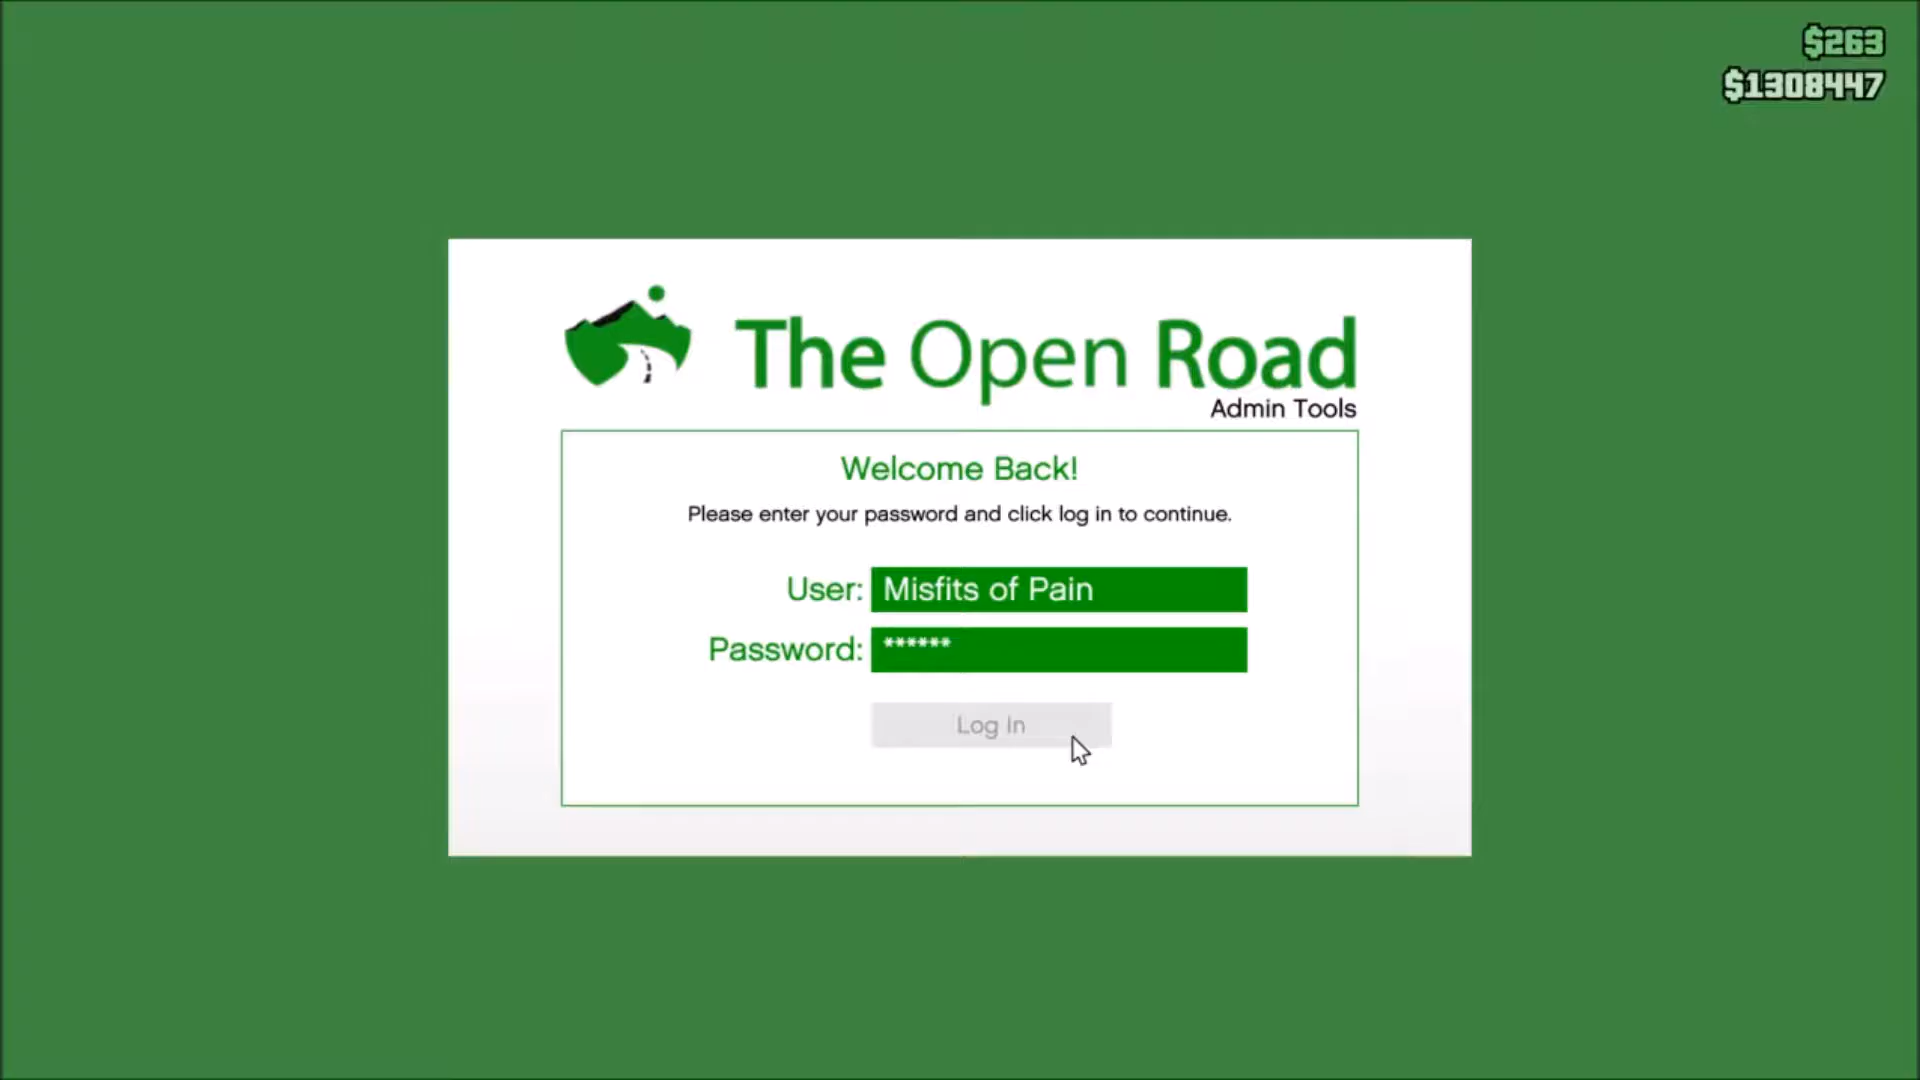 $263
$1308447
The Open Road
Admin Tools
Welcome Back!
Please enter your password and click log in to continue.
User: Misfits of Pain
Password: ******
Log In